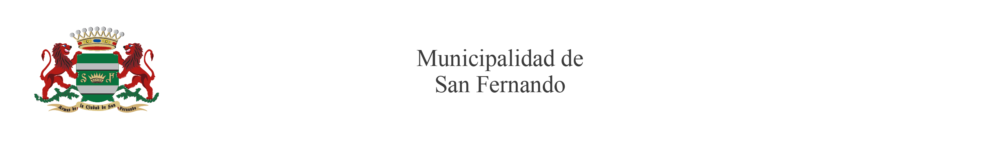 S F
Armas de la Ciudad de San Fernando
Municipalidad de
San Fernando